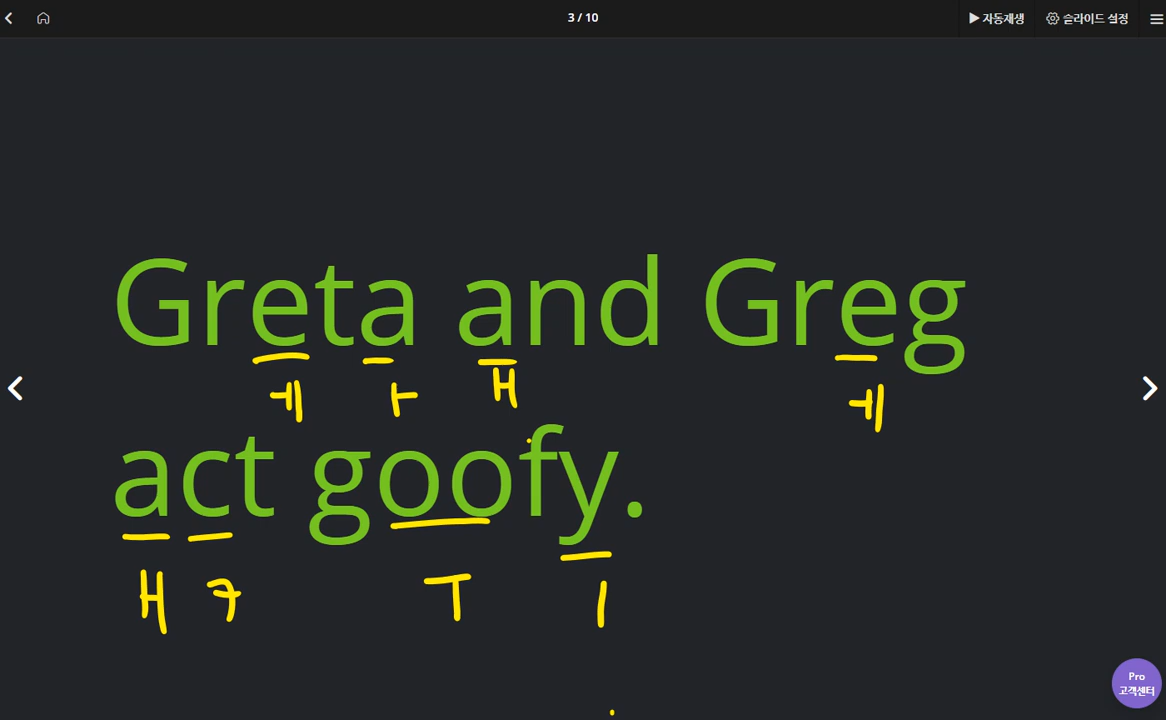 3 / 10
▶ 자동재생
슬라이드 설정
Greta and Greg
ㅔ ㅏ ㅐ ㅔ
act goofy.
ㅐ ㅋ ㅜ ㅣ
Pro
고객센터